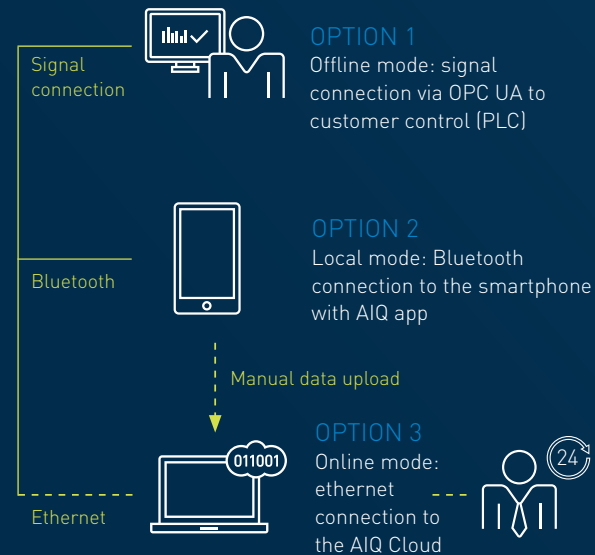 OPTION 1
Signal
connection
Offline mode: signal
connection via OPC UA to
customer control (PLC)
OPTION 2
Bluetooth
Local mode: Bluetooth
connection to the smartphone
with AIQ app
Manual data upload
OPTION 3
011001
24
Online mode:
ethernet
connection to
the AIQ Cloud
Ethernet